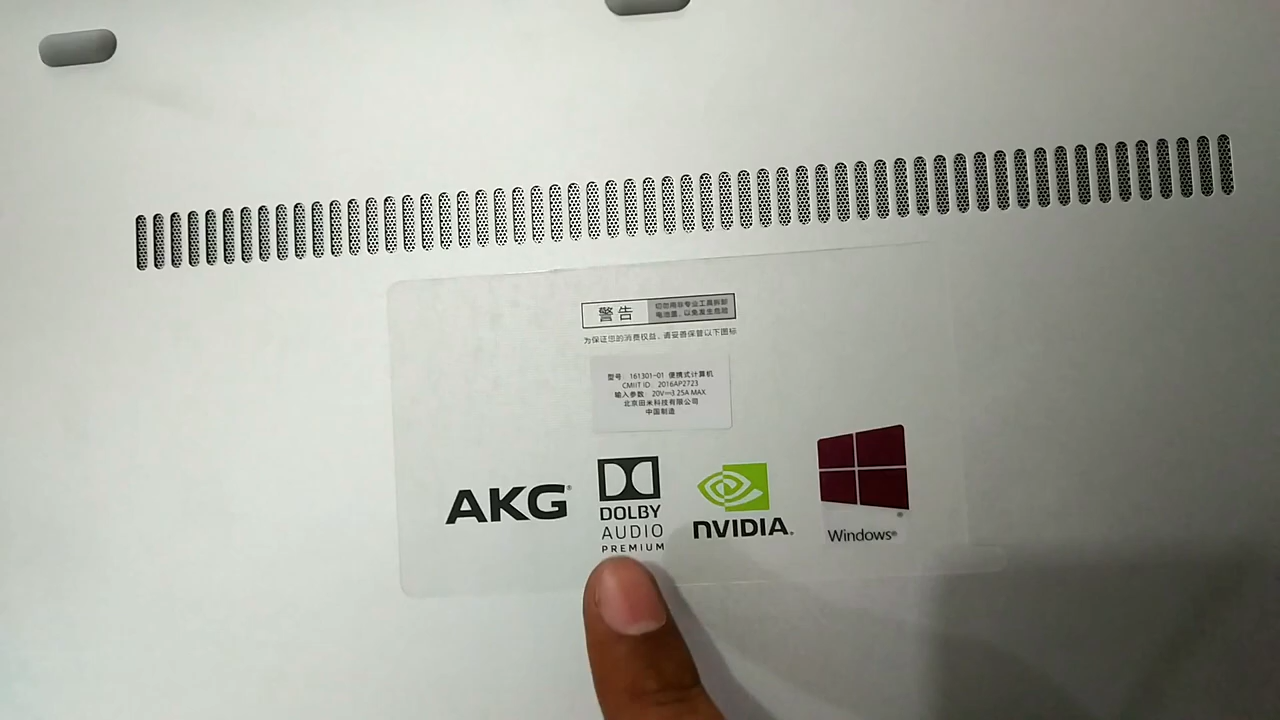 警告
切勿用非专业工具拆卸
电池盖，以免发生危险
为保证您的消费权益，请妥善保管以下图标
型号： 161301-01 便携式计算机
CMIIT ID： 2016AP2723
输入参数： 20V⎓3.25A MAX
北京田米科技有限公司
中国制造
AKG®
DOLBY
AUDIO
PREMIUM
NVIDIA®
Windows®